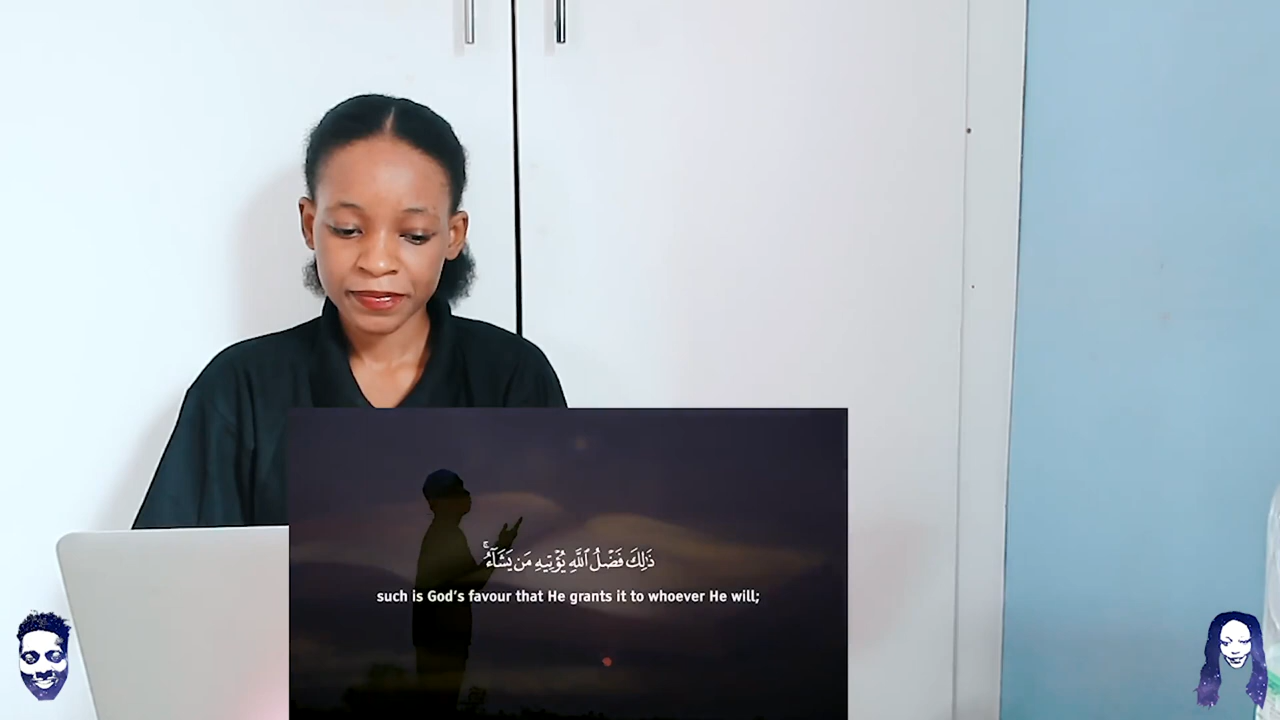 ذَٰلِكَ فَضْلُ ٱللَّهِ يُؤْتِيهِ مَن يَشَآءُ ۚ
such is God's favour that He grants it to whoever He will;